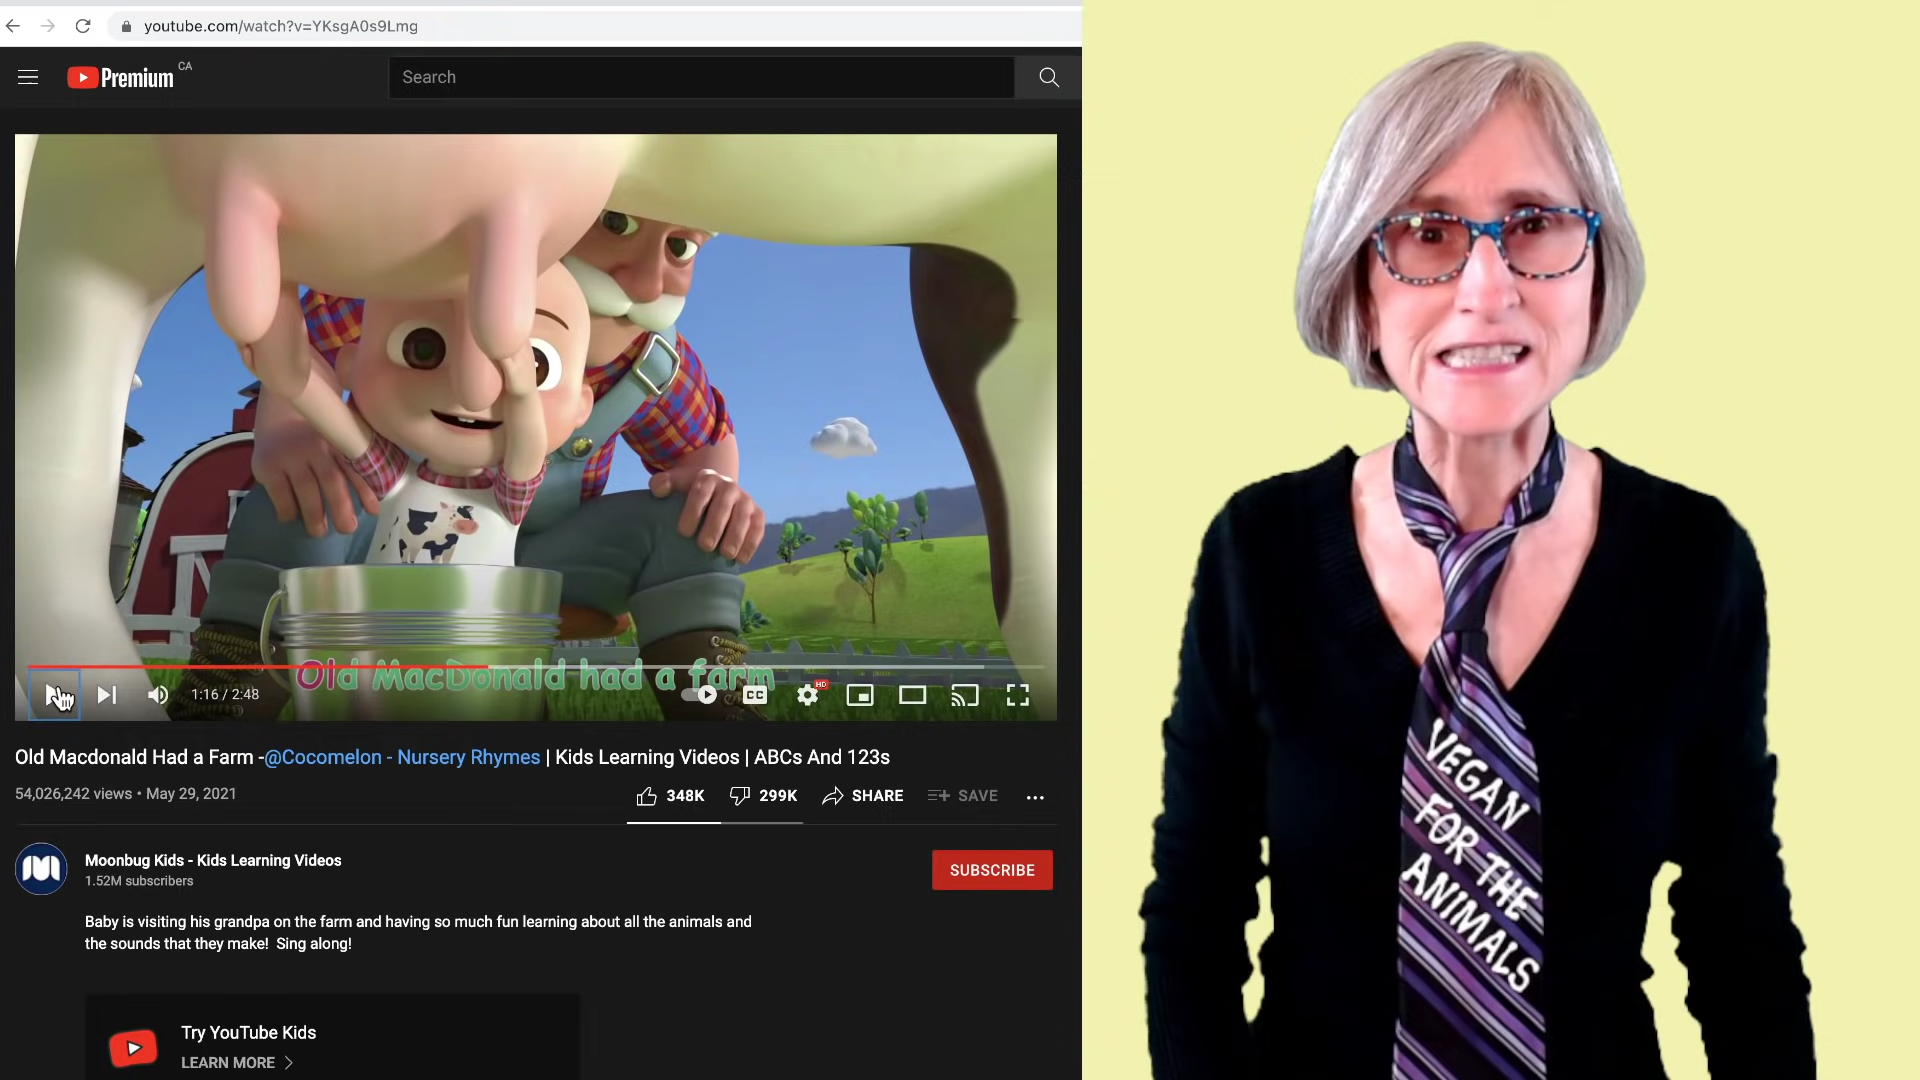 youtube.com/watch?v=YKsgA0s9Lmg
Premium CA
Search
Old MacDonald had a farm
1:16 / 2:48
CC
HD
Old Macdonald Had a Farm -@Cocomelon - Nursery Rhymes | Kids Learning Videos | ABCs And 123s
54,026,242 views • May 29, 2021
348K
299K
SHARE
SAVE
Moonbug Kids - Kids Learning Videos
1.52M subscribers
SUBSCRIBE
Baby is visiting his grandpa on the farm and having so much fun learning about all the animals and
the sounds that they make! Sing along!
Try YouTube Kids
LEARN MORE
VEGAN
FOR THE
ANIMALS